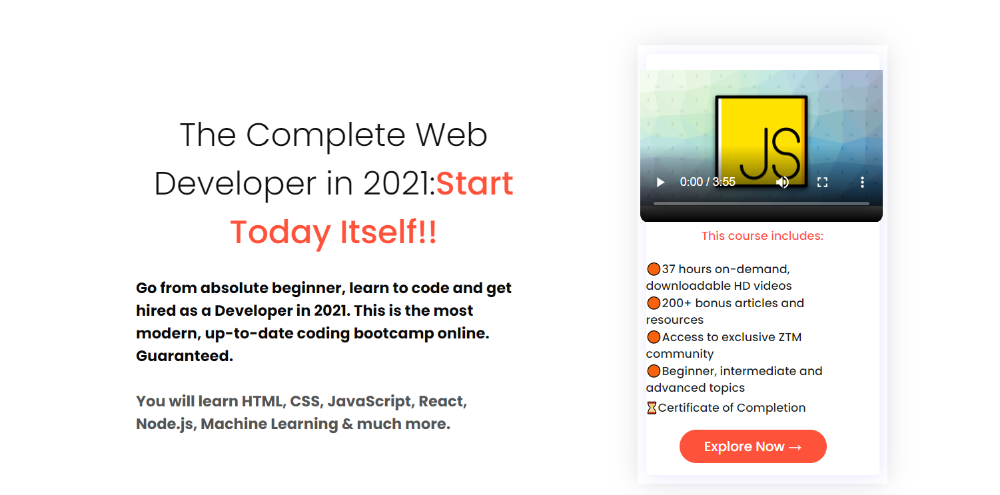 The Complete Web
Developer in 2021:Start
Today Itself!!
Go from absolute beginner, learn to code and get
hired as a Developer in 2021. This is the most
modern, up-to-date coding bootcamp online.
Guaranteed.
You will learn HTML, CSS, JavaScript, React,
Node.js, Machine Learning & much more.
JS
0:00 / 3:55
This course includes:
37 hours on-demand,
downloadable HD videos
200+ bonus articles and
resources
Access to exclusive ZTM
community
Beginner, intermediate and
advanced topics
⌛Certificate of Completion
Explore Now →